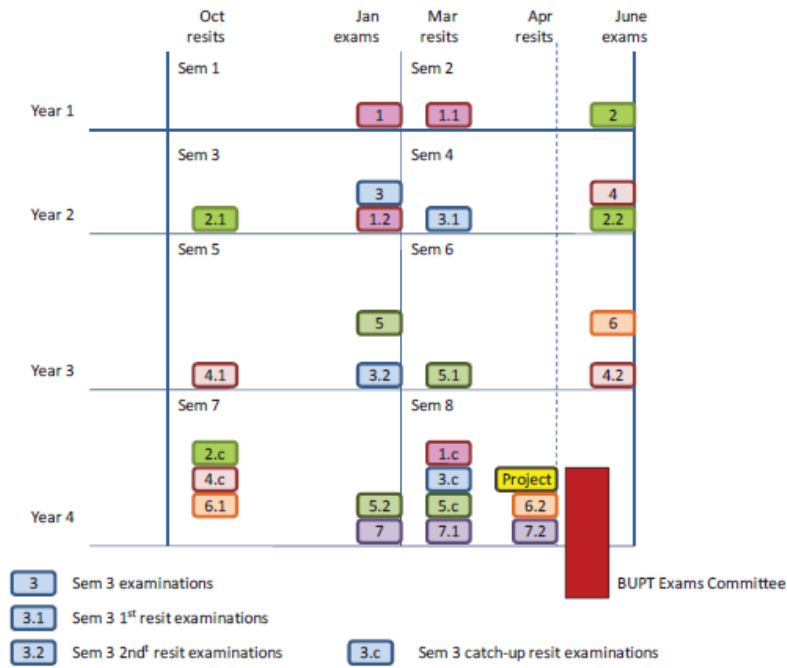 Oct Jan Mar Apr June
resits exams resits resits exams
Sem 1 Sem 2
Year 1 1 1.1 2
Sem 3 Sem 4
3 4
Year 2 2.1 1.2 3.1 2.2
Sem 5 Sem 6
5 6
Year 3 4.1 3.2 5.1 4.2
Sem 7 Sem 8
2.c 1.c
4.c 3.c Project
6.1 5.2 5.c 6.2
Year 4 7 7.1 7.2
3 Sem 3 examinations BUPT Exams Committee
3.1 Sem 3 1st resit examinations
3.2 Sem 3 2ndt resit examinations 3.c Sem 3 catch-up resit examinations